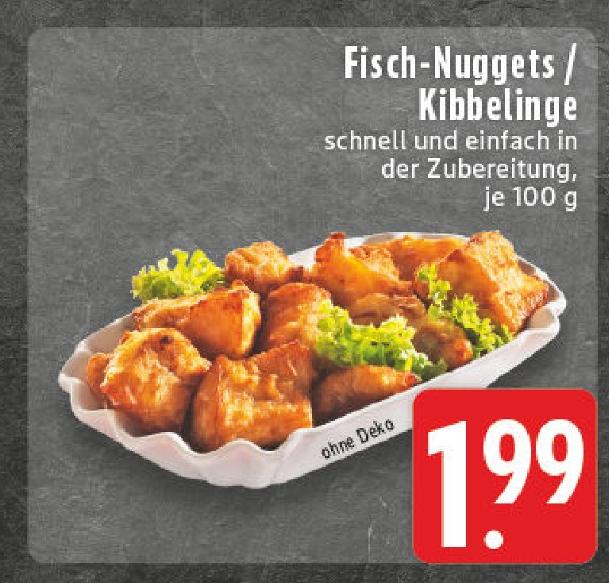 Fisch-Nuggets /
Kibbelinge
schnell und einfach in
der Zubereitung,
je 100 g
ohne Deko
1.99